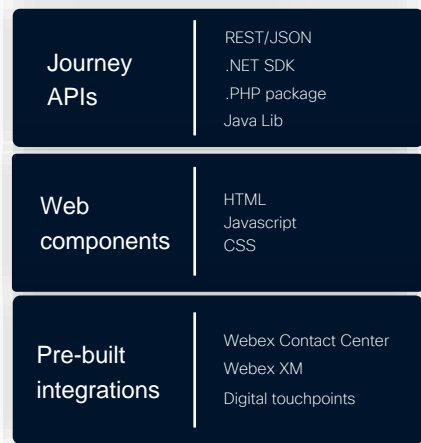 Journey
APIs
REST/JSON
.NET SDK
.PHP package
Java Lib
Web
components
HTML
Javascript
CSS
Pre-built
integrations
Webex Contact Center
Webex XM
Digital touchpoints